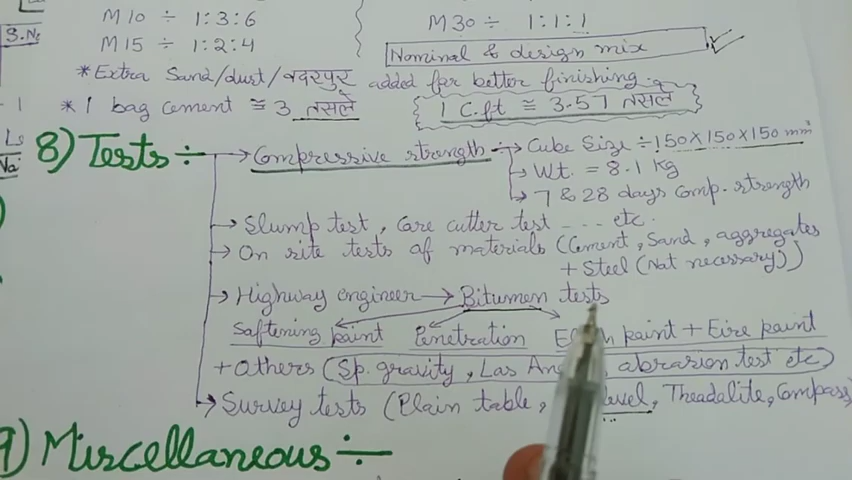 M10 ÷ 1:3:6
M15 ÷ 1:2:4
M30 ÷ 1:1:1
Nominal & design mix
S.No
*Extra Sand/dust/बदरपुर added for better finishing.
* 1 bag cement ≅ 3 तसले
1 C.ft ≅ 3.57 तसले
8) Tests ÷ → Compressive strength ÷ → Cube Size ÷ 150 X 150 X 150 mm³
→ Wt. = 8.1 Kg
→ 7 & 28 days Comp. strength
→ Slump test, Core cutter test .... etc.
→ On site tests of materials (Cement, Sand, aggregates
+ Steel (Not necessary))
→ Highway engineer → Bitumen tests
Softening point Penetration point + Fire point
+ Others (Sp. gravity, Las abrasion test etc)
→ Survey tests (Plain table, level, Theadalite, Compass)
9) Miscellaneous ÷